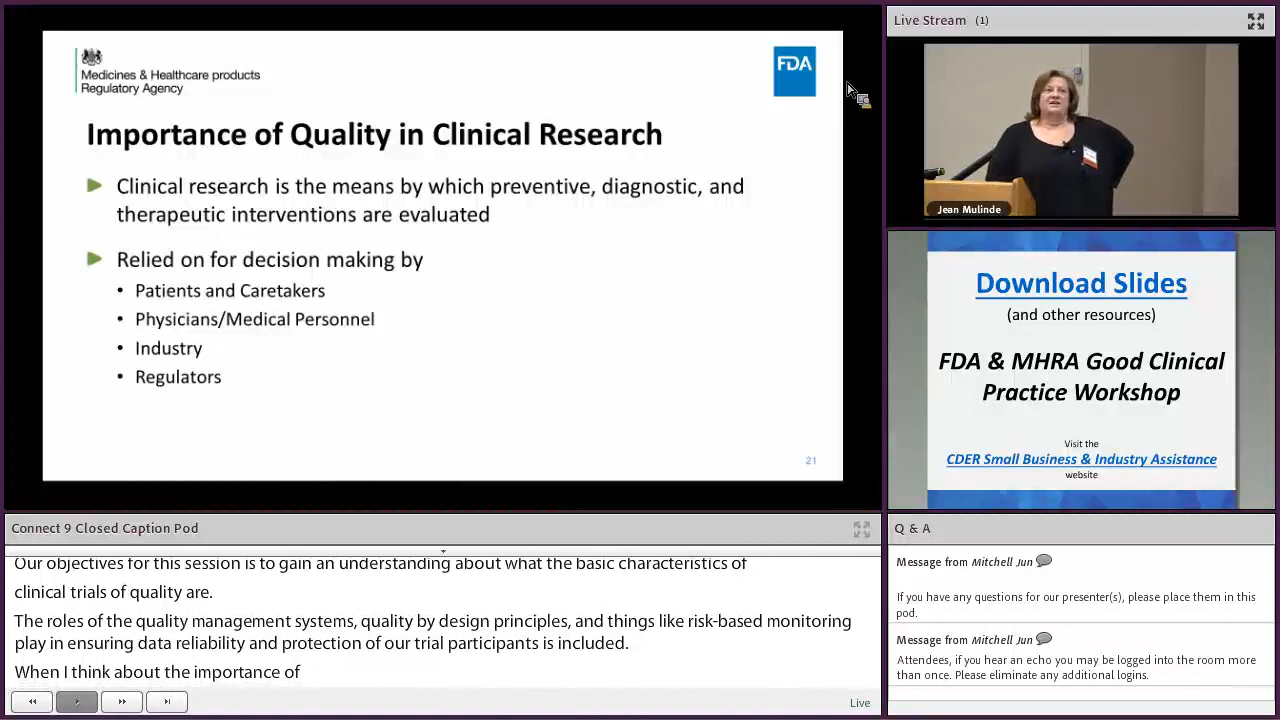 Medicines & Healthcare products
Regulatory Agency
FDA
Importance of Quality in Clinical Research
Clinical research is the means by which preventive, diagnostic, and
therapeutic interventions are evaluated
Relied on for decision making by
• Patients and Caretakers
• Physicians/Medical Personnel
• Industry
• Regulators
21
Live Stream (1)
Jean Mulinde
Download Slides
(and other resources)
FDA & MHRA Good Clinical
Practice Workshop
Visit the
CDER Small Business & Industry Assistance
website
Connect 9 Closed Caption Pod
Our objectives for this session is to gain an understanding about what the basic characteristics of
clinical trials of quality are.
The roles of the quality management systems, quality by design principles, and things like risk-based monitoring
play in ensuring data reliability and protection of our trial participants is included.
When I think about the importance of
Live
Q & A
Message from Mitchell Jun
If you have any questions for our presenter(s), please place them in this
pod.
Message from Mitchell Jun
Attendees, if you hear an echo you may be logged into the room more
than once. Please eliminate any additional logins.